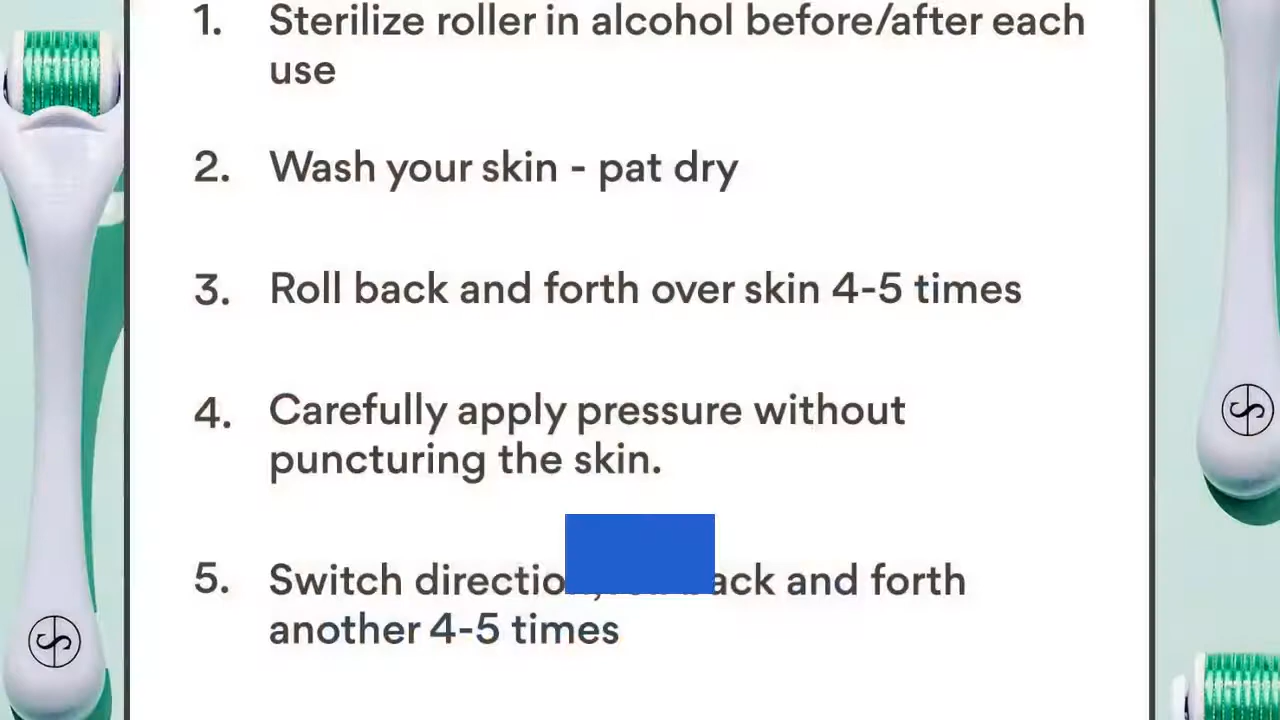 1. Sterilize roller in alcohol before/after each
use
2. Wash your skin - pat dry
3. Roll back and forth over skin 4-5 times
4. Carefully apply pressure without
puncturing the skin.
5. Switch and forth
another 4-5 times